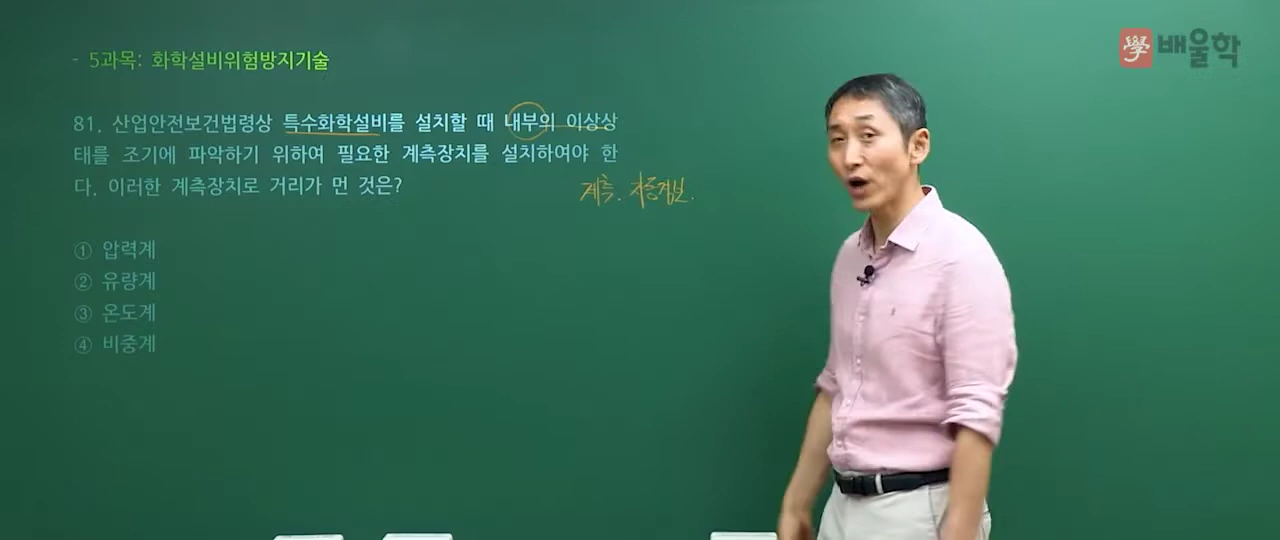 學 배울학
- 5과목: 화학설비위험방지기술
81. 산업안전보건법령상 특수화학설비를 설치할 때 내부의 이상상
태를 조기에 파악하기 위하여 필요한 계측장치를 설치하여야 한
다. 이러한 계측장치로 거리가 먼 것은?
계측. 자동경보.
① 압력계
② 유량계
③ 온도계
④ 비중계